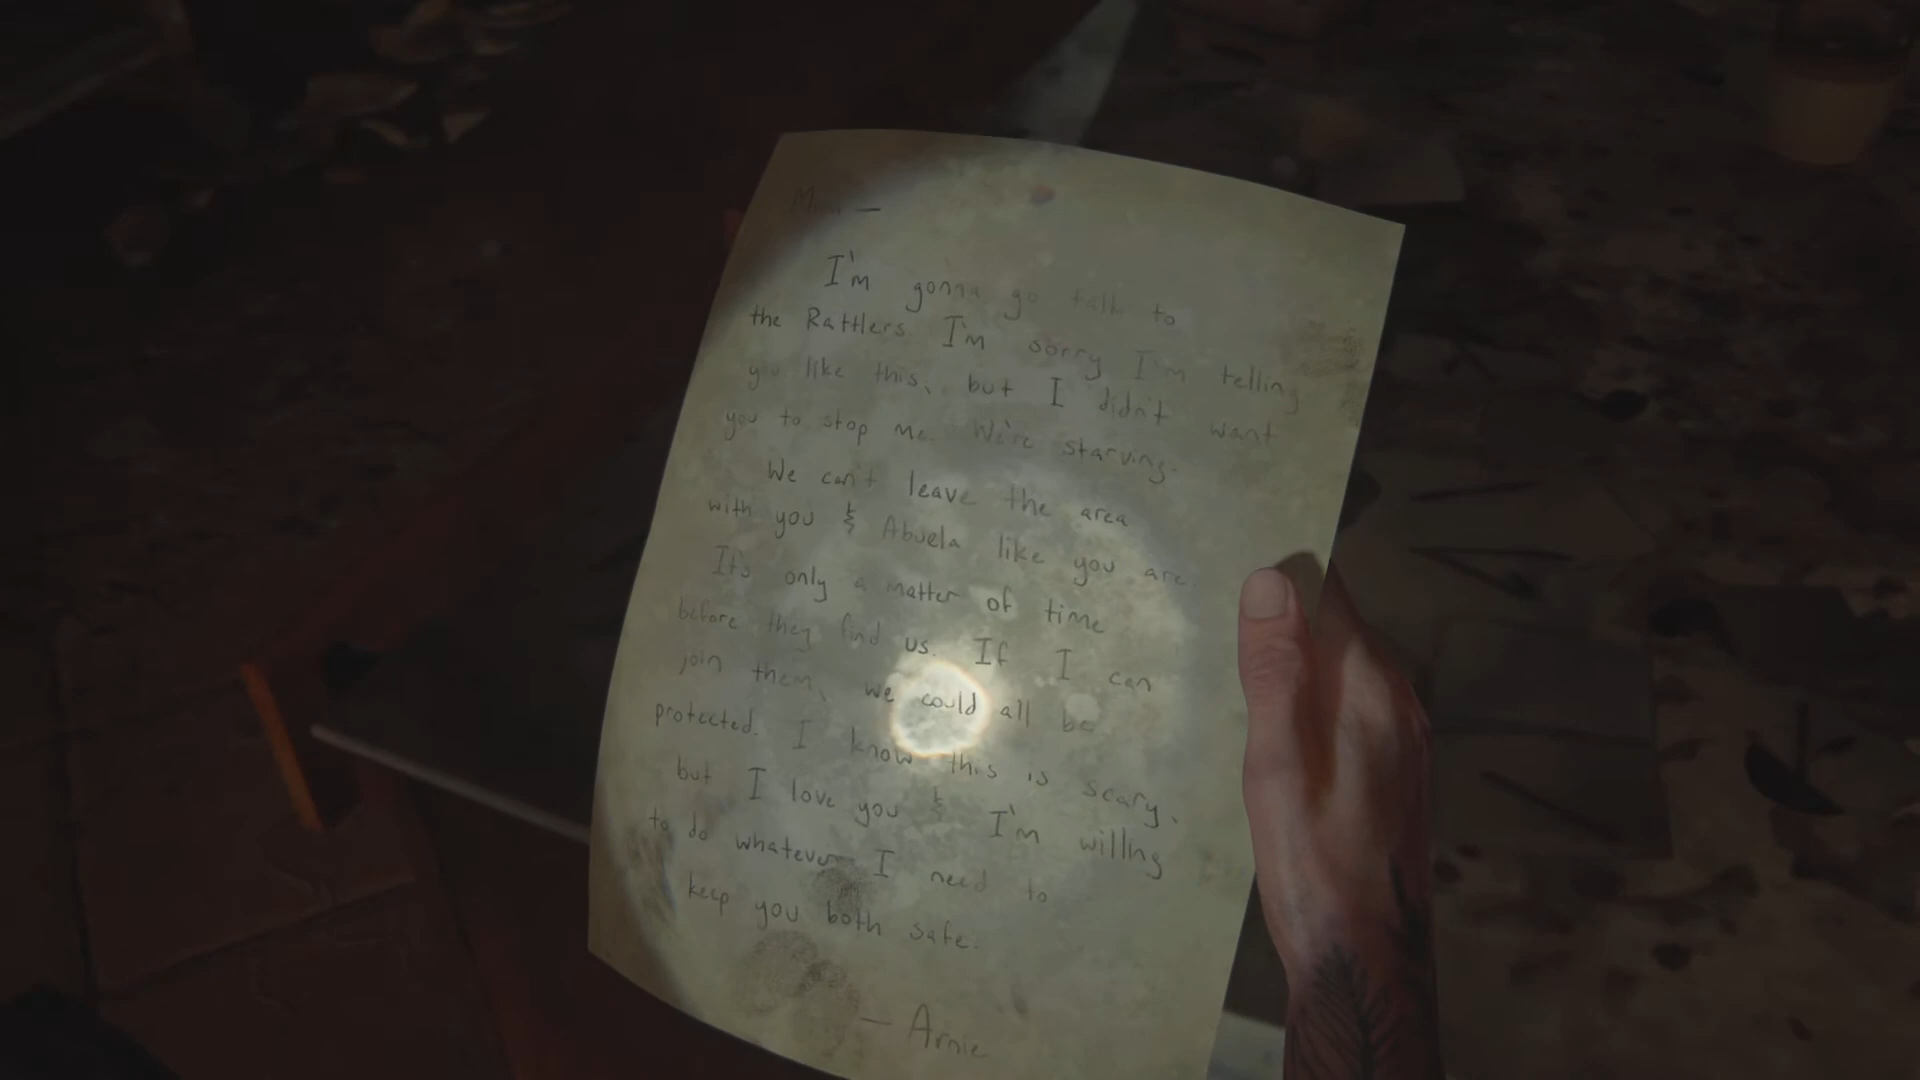 —
I'm gonna go talk to
the Rattlers. I'm sorry I'm telling
you like this, but I didn't want
you to stop me. We're starving.
We can't leave the area
with you & Abuela like you are.
It's only a matter of time
before they find us. If I can
join them, we could all be
protected. I know this is scary,
but I love you & I'm willing
to do whatever I need to
keep you both safe.
— Arnie